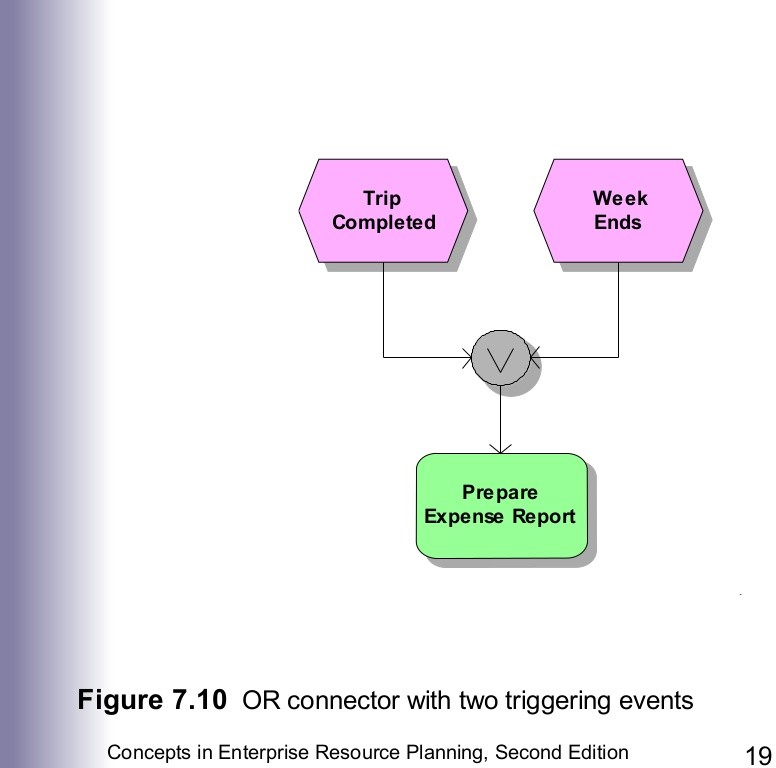 Trip
Completed
Week
Ends
V
Prepare
Expense Report
Figure 7.10 OR connector with two triggering events
Concepts in Enterprise Resource Planning, Second Edition
19